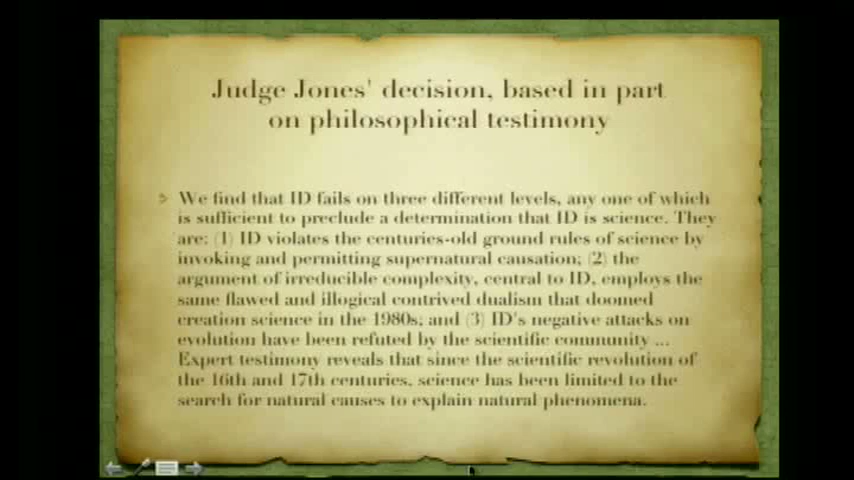 Judge Jones' decision, based in part
on philosophical testimony
We find that ID fails on three different levels, any one of which
is sufficient to preclude a determination that ID is science. They
are: (1) ID violates the centuries-old ground rules of science by
invoking and permitting supernatural causation; (2) the
argument of irreducible complexity, central to ID, employs the
same flawed and illogical contrived dualism that doomed
creation science in the 1980s; and (3) ID's negative attacks on
evolution have been refuted by the scientific community ...
Expert testimony reveals that since the scientific revolution of
the 16th and 17th centuries, science has been limited to the
search for natural causes to explain natural phenomena.